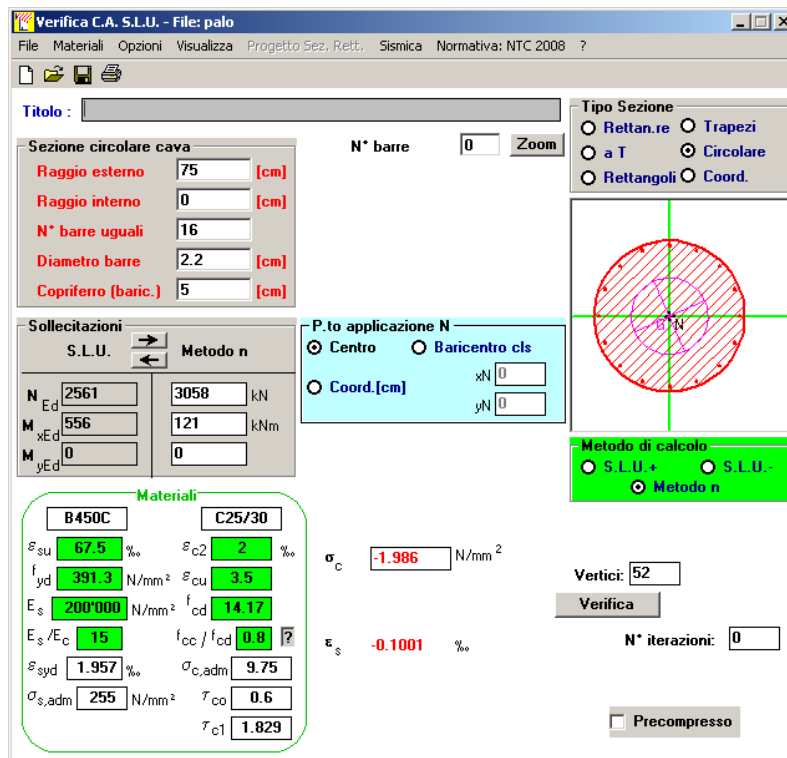 Verifica C.A. S.L.U. - File: palo
File Materiali Opzioni Visualizza Progetto Sez. Rett. Sismica Normativa: NTC 2008 ?
Titolo :
Tipo Sezione
Rettan.re Trapezi
a T Circolare
Rettangoli Coord.
Sezione circolare cava
Raggio esterno 75 [cm]
Raggio interno 0 [cm]
N* barre uguali 16
Diametro barre 2.2 [cm]
Copriferro (baric.) 5 [cm]
N* barre 0 Zoom
G N
Sollecitazioni
S.L.U. Metodo n
N Ed 2561 3058 kN
M xEd 556 121 kNm
M yEd 0 0
P.to applicazione N
Centro Baricentro cls
Coord.[cm] xN 0
yN 0
Metodo di calcolo
S.L.U.+ S.L.U.-
Metodo n
Materiali
B450C C25/30
εsu 67.5 ‰ εc2 2 ‰
fyd 391.3 N/mm² εcu 3.5
Es 200'000 N/mm² fcd 14.17
Es/Ec 15 fcc / fcd 0.8 ?
εsyd 1.957 ‰ σc,adm 9.75
σs,adm 255 N/mm² τco 0.6
τc1 1.829
σc -1.986 N/mm²
εs -0.1001 ‰
Vertici: 52
Verifica
N* iterazioni: 0
Precompresso